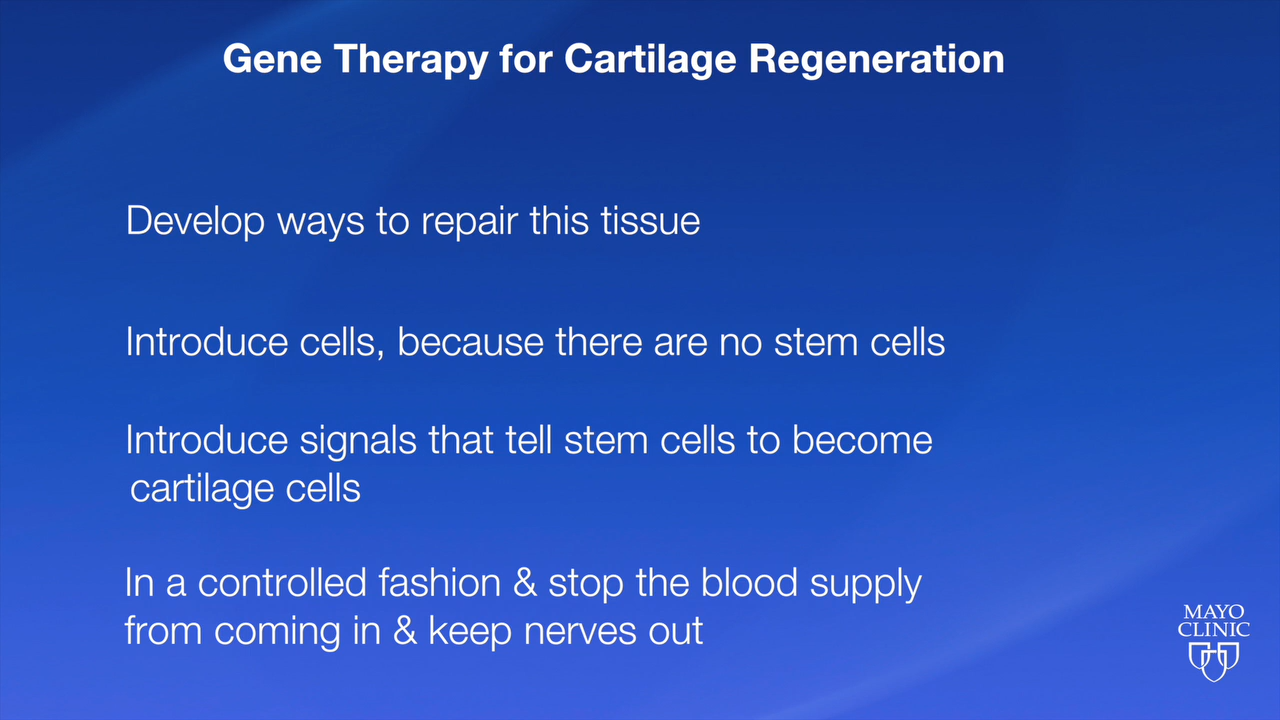 Gene Therapy for Cartilage Regeneration
Develop ways to repair this tissue
Introduce cells, because there are no stem cells
Introduce signals that tell stem cells to become
cartilage cells
In a controlled fashion & stop the blood supply
from coming in & keep nerves out
MAYO
CLINIC